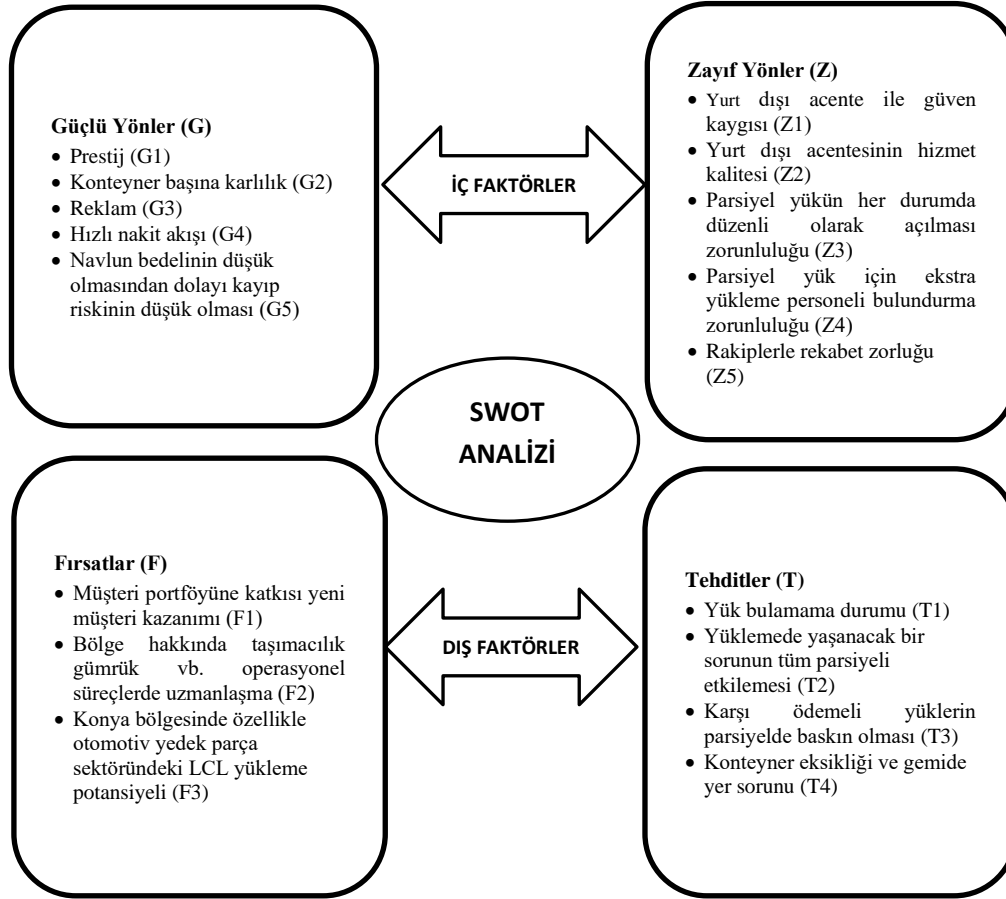 Güçlü Yönler (G)
• Prestij (G1)
• Konteyner başına karlılık (G2)
• Reklam (G3)
• Hızlı nakit akışı (G4)
• Navlun bedelinin düşük
olmasından dolayı kayıp
riskinin düşük olması (G5)
İÇ FAKTÖRLER
Zayıf Yönler (Z)
• Yurt dışı acente ile güven
kaygısı (Z1)
• Yurt dışı acentesinin hizmet
kalitesi (Z2)
• Parsiyel yükün her durumda
düzenli olarak açılması
zorunluluğu (Z3)
• Parsiyel yük için ekstra
yükleme personeli bulundurma
zorunluluğu (Z4)
• Rakiplerle rekabet zorluğu
(Z5)
SWOT
ANALİZİ
Fırsatlar (F)
• Müşteri portföyüne katkısı yeni
müşteri kazanımı (F1)
• Bölge hakkında taşımacılık
gümrük vb. operasyonel
süreçlerde uzmanlaşma (F2)
• Konya bölgesinde özellikle
otomotiv yedek parça
sektöründeki LCL yükleme
potansiyeli (F3)
DIŞ FAKTÖRLER
Tehditler (T)
• Yük bulamama durumu (T1)
• Yüklemede yaşanacak bir
sorunun tüm parsiyeli
etkilemesi (T2)
• Karşı ödemeli yüklerin
parsiyelde baskın olması (T3)
• Konteyner eksikliği ve gemide
yer sorunu (T4)